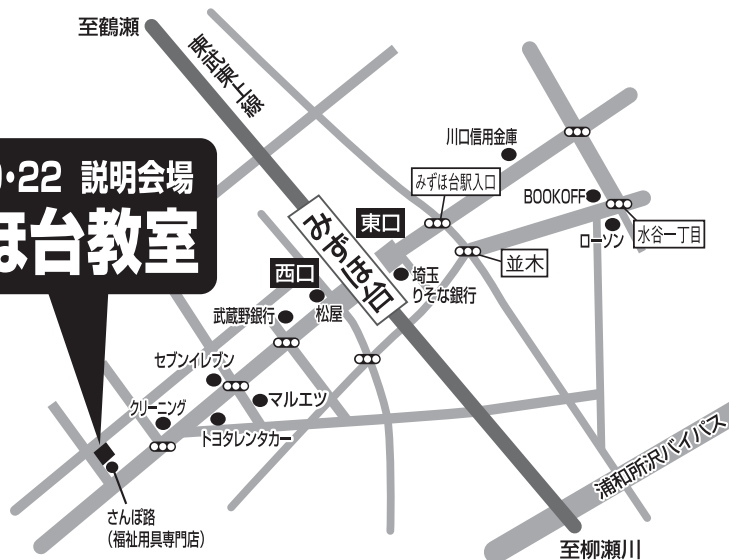 至鶴瀬
東武東上線
・22 説明会場
ほ台教室
川口信用金庫
みずほ台駅入口
BOOKOFF
ローソン
水谷一丁目
東口
並木
みずほ台
西口
埼玉
りそな銀行
松屋
武蔵野銀行
セブンイレブン
マルエツ
クリーニング
トヨタレンタカー
さんぽ路
(福祉用具専門店)
浦和所沢バイパス
至柳瀬川